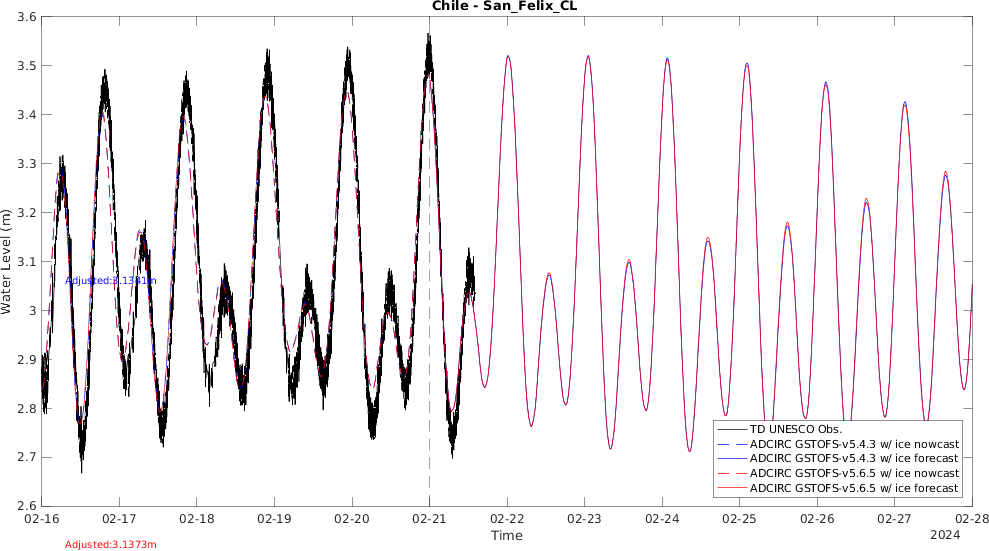 Chile - San_Felix_CL
3.6
3.5
3.4
3.3
3.2
3.1
3
2.9
2.8
2.7
2.6
Water Level (m)
Adjusted:3.1381m
TD UNESCO Obs.
ADCIRC GSTOFS-v5.4.3 w/ ice nowcast
ADCIRC GSTOFS-v5.4.3 w/ ice forecast
ADCIRC GSTOFS-v5.6.5 w/ ice nowcast
ADCIRC GSTOFS-v5.6.5 w/ ice forecast
02-16 02-17 02-18 02-19 02-20 02-21 02-22 02-23 02-24 02-25 02-26 02-27 02-28
Time
2024
Adjusted:3.1373m